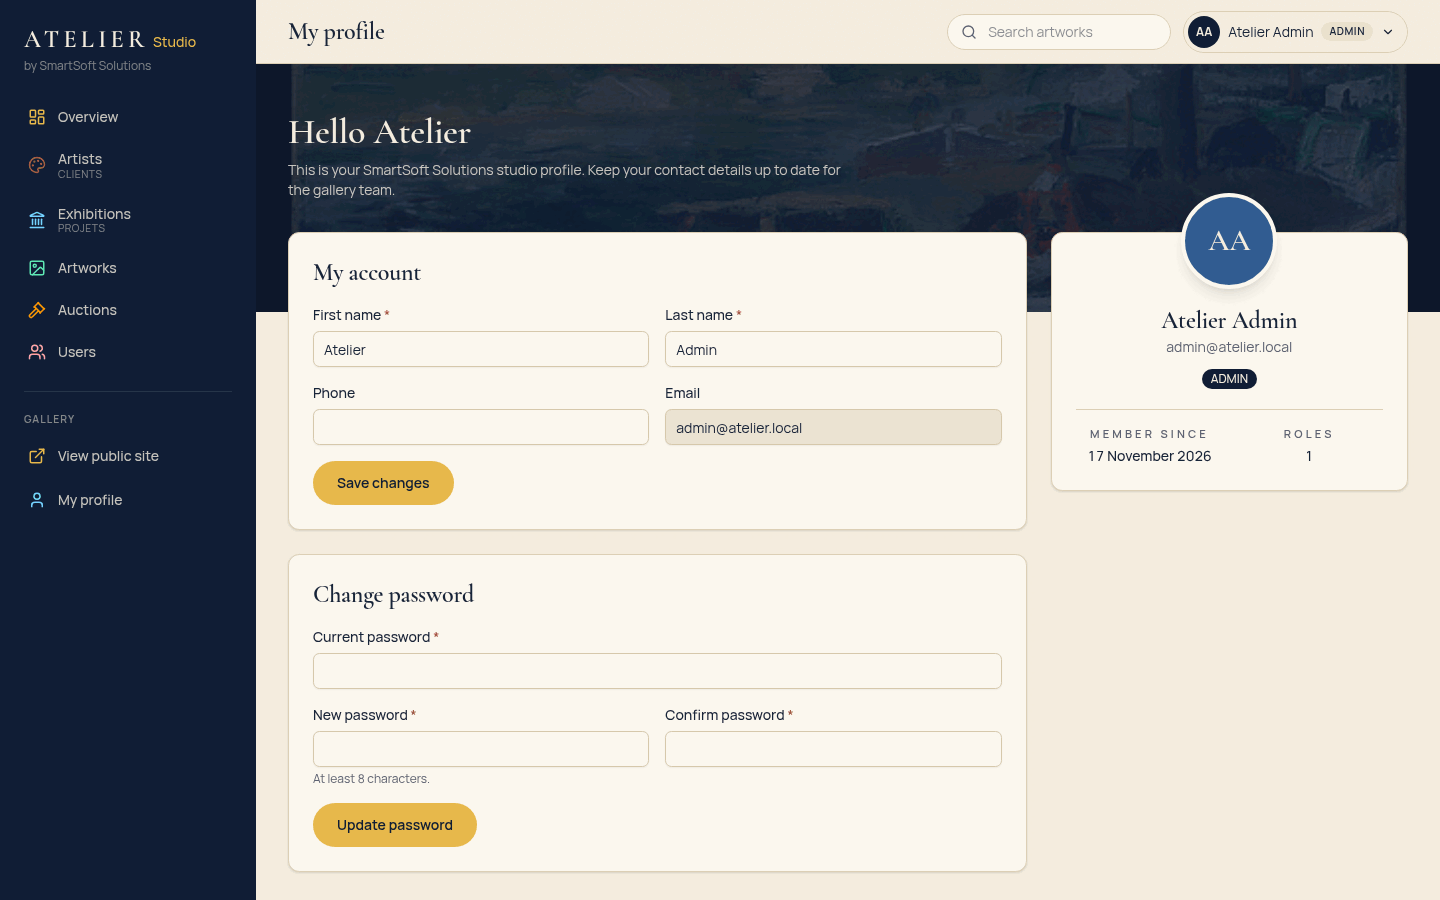 ATELIER Studio
by SmartSoft Solutions
Overview
Artists
CLIENTS
Exhibitions
PROJETS
Artworks
Auctions
Users
GALLERY
View public site
My profile
My profile
Search artworks
AA Atelier Admin ADMIN
Hello Atelier
This is your SmartSoft Solutions studio profile. Keep your contact details up to date for
the gallery team.
My account
First name *
Last name *
Atelier
Admin
Phone
Email
admin@atelier.local
Save changes
AA
Atelier Admin
admin@atelier.local
ADMIN
MEMBER SINCE
ROLES
17 November 2026
1
Change password
Current password *
New password *
Confirm password *
At least 8 characters.
Update password